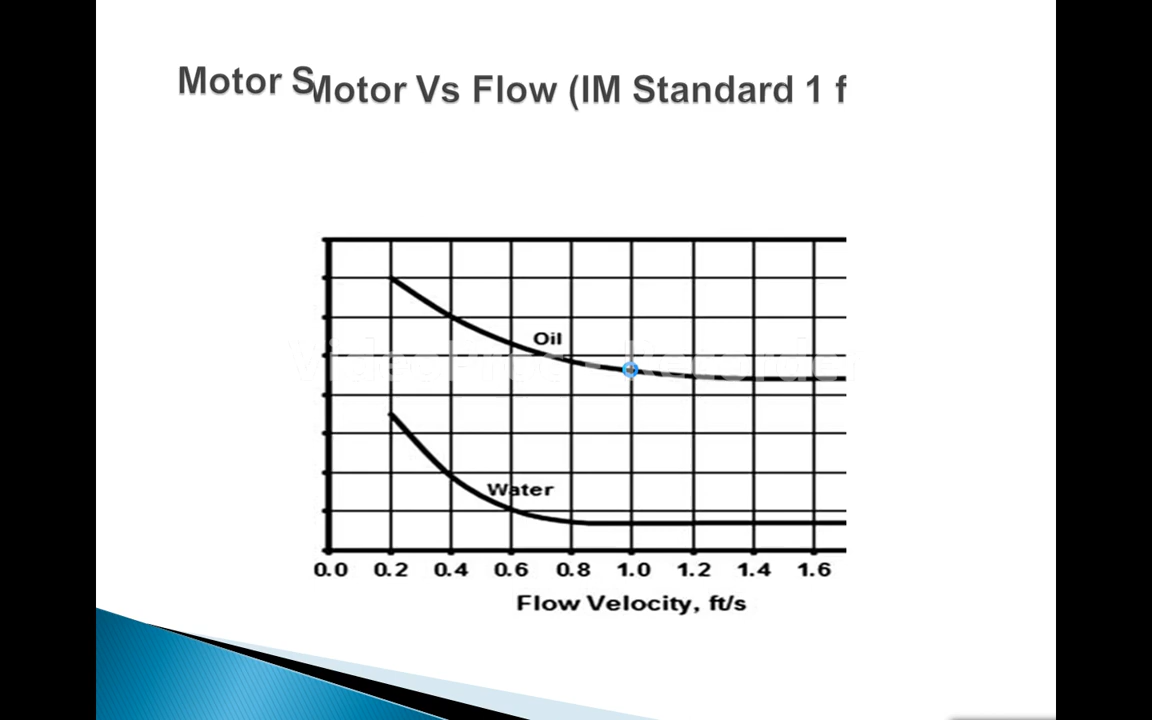 Motor S
Motor Vs Flow (IM Standard 1 f
Oil
Water
0.0 0.2 0.4 0.6 0.8 1.0 1.2 1.4 1.6
Flow Velocity, ft/s